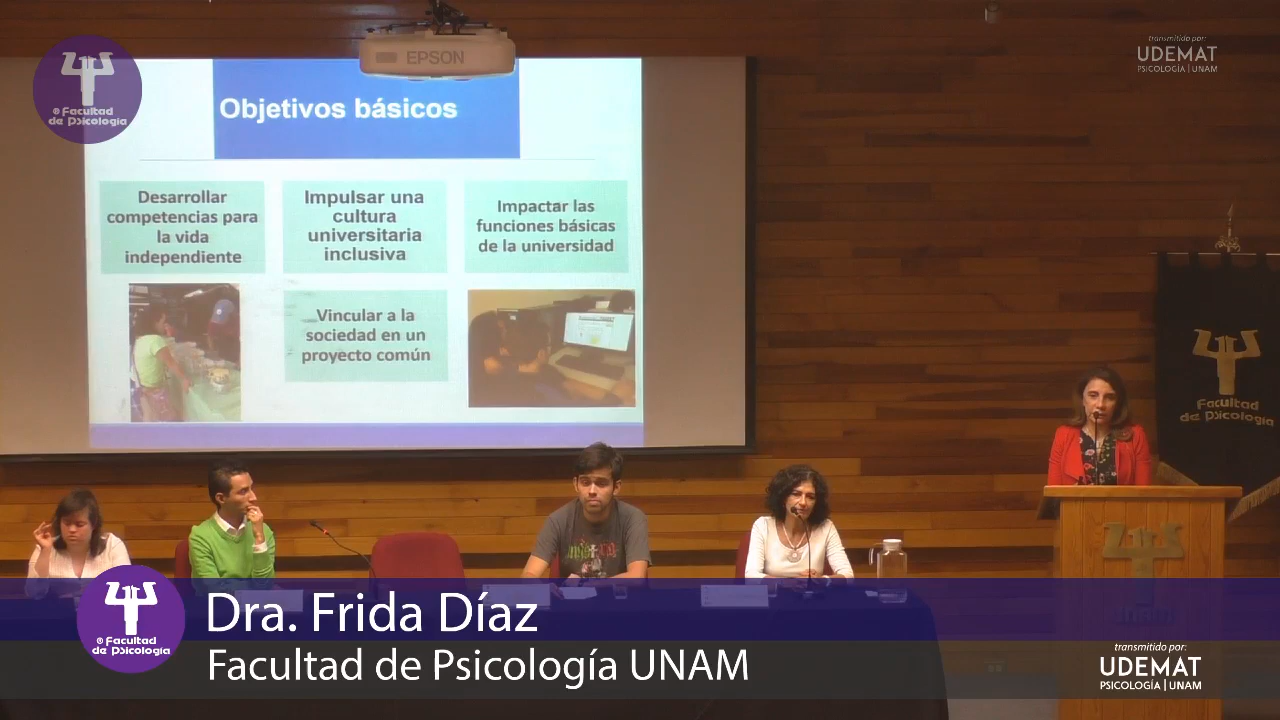 EPSON
transmitido por:
UDEMAT
PSICOLOGÍA | UNAM
® Facultad
de Psicología
Objetivos básicos
Desarrollar
competencias para
la vida
independiente
Impulsar una
cultura
universitaria
inclusiva
Impactar las
funciones básicas
de la universidad
Vincular a la
sociedad en un
proyecto común
Facultad
de Psicología
Dra. Frida Díaz
Facultad de Psicología UNAM
® Facultad
de Psicología
transmitido por:
UDEMAT
PSICOLOGÍA | UNAM